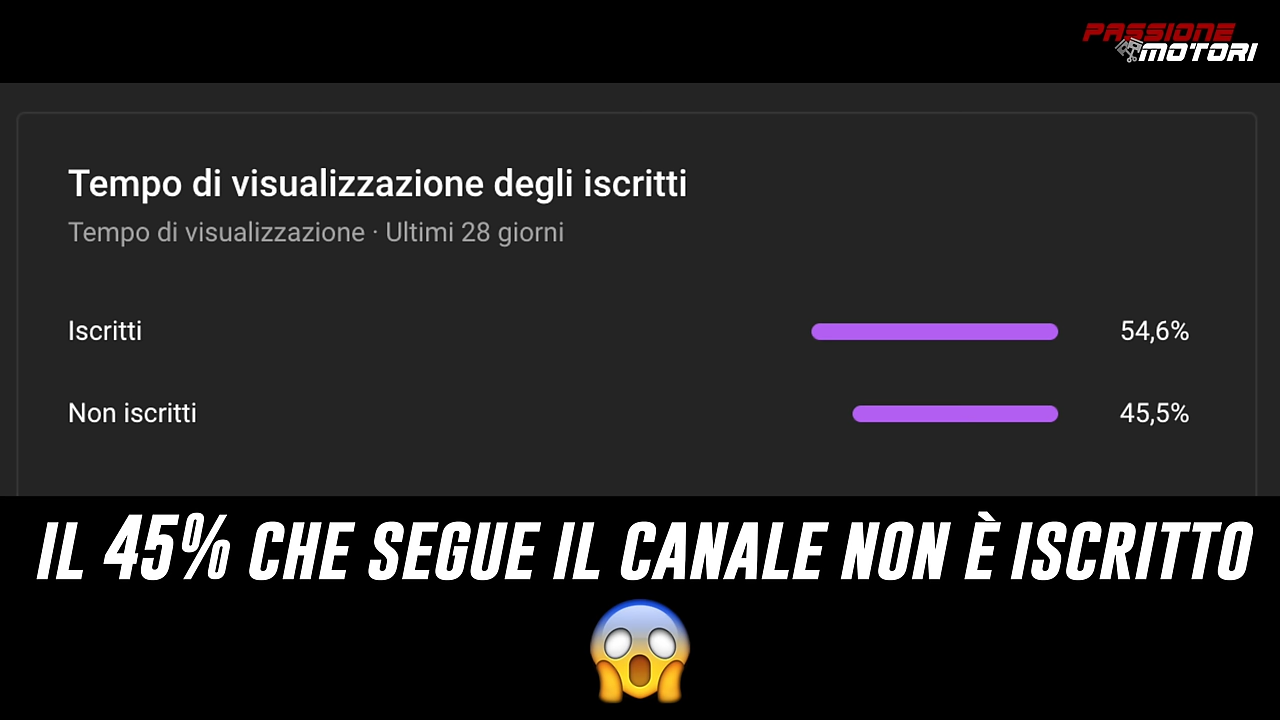 PASSIONE
MOTORI
Tempo di visualizzazione degli iscritti
Tempo di visualizzazione · Ultimi 28 giorni
Iscritti 54,6%
Non iscritti 45,5%
IL 45% CHE SEGUE IL CANALE NON È ISCRITTO